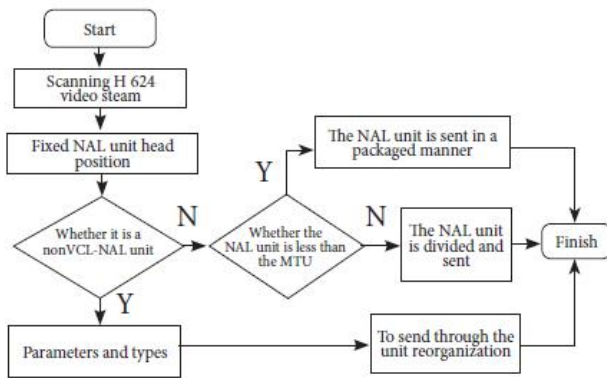 Start
Scanning H 624
video steam
Fixed NAL unit head
position
Whether it is a
nonVCL-NAL unit
N
Y
Parameters and types
Whether the
NAL unit is less than
the MTU
Y
The NAL unit is sent in a
packaged manner
N
The NAL unit
is divided and
sent
To send through the
unit reorganization
Finish